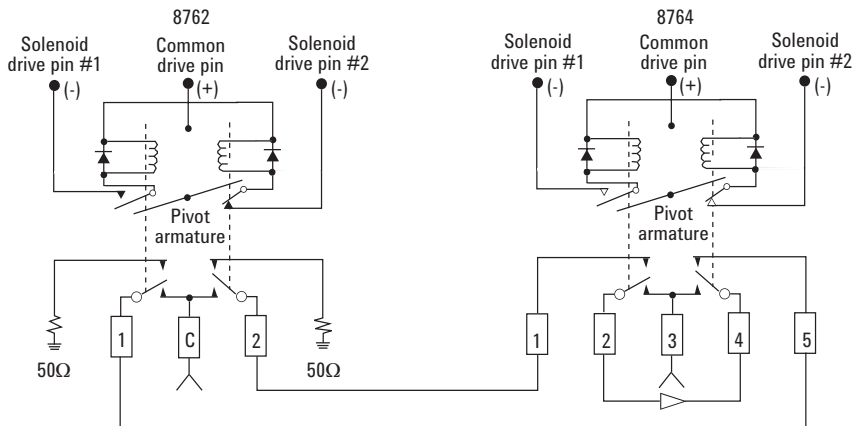 8762
Solenoid
drive pin #1
Common
drive pin
Solenoid
drive pin #2
(-)
(+)
(-)
Pivot
armature
1
C
2
50Ω
50Ω
8764
Solenoid
drive pin #1
Common
drive pin
Solenoid
drive pin #2
(-)
(+)
(-)
Pivot
armature
1
2
3
4
5